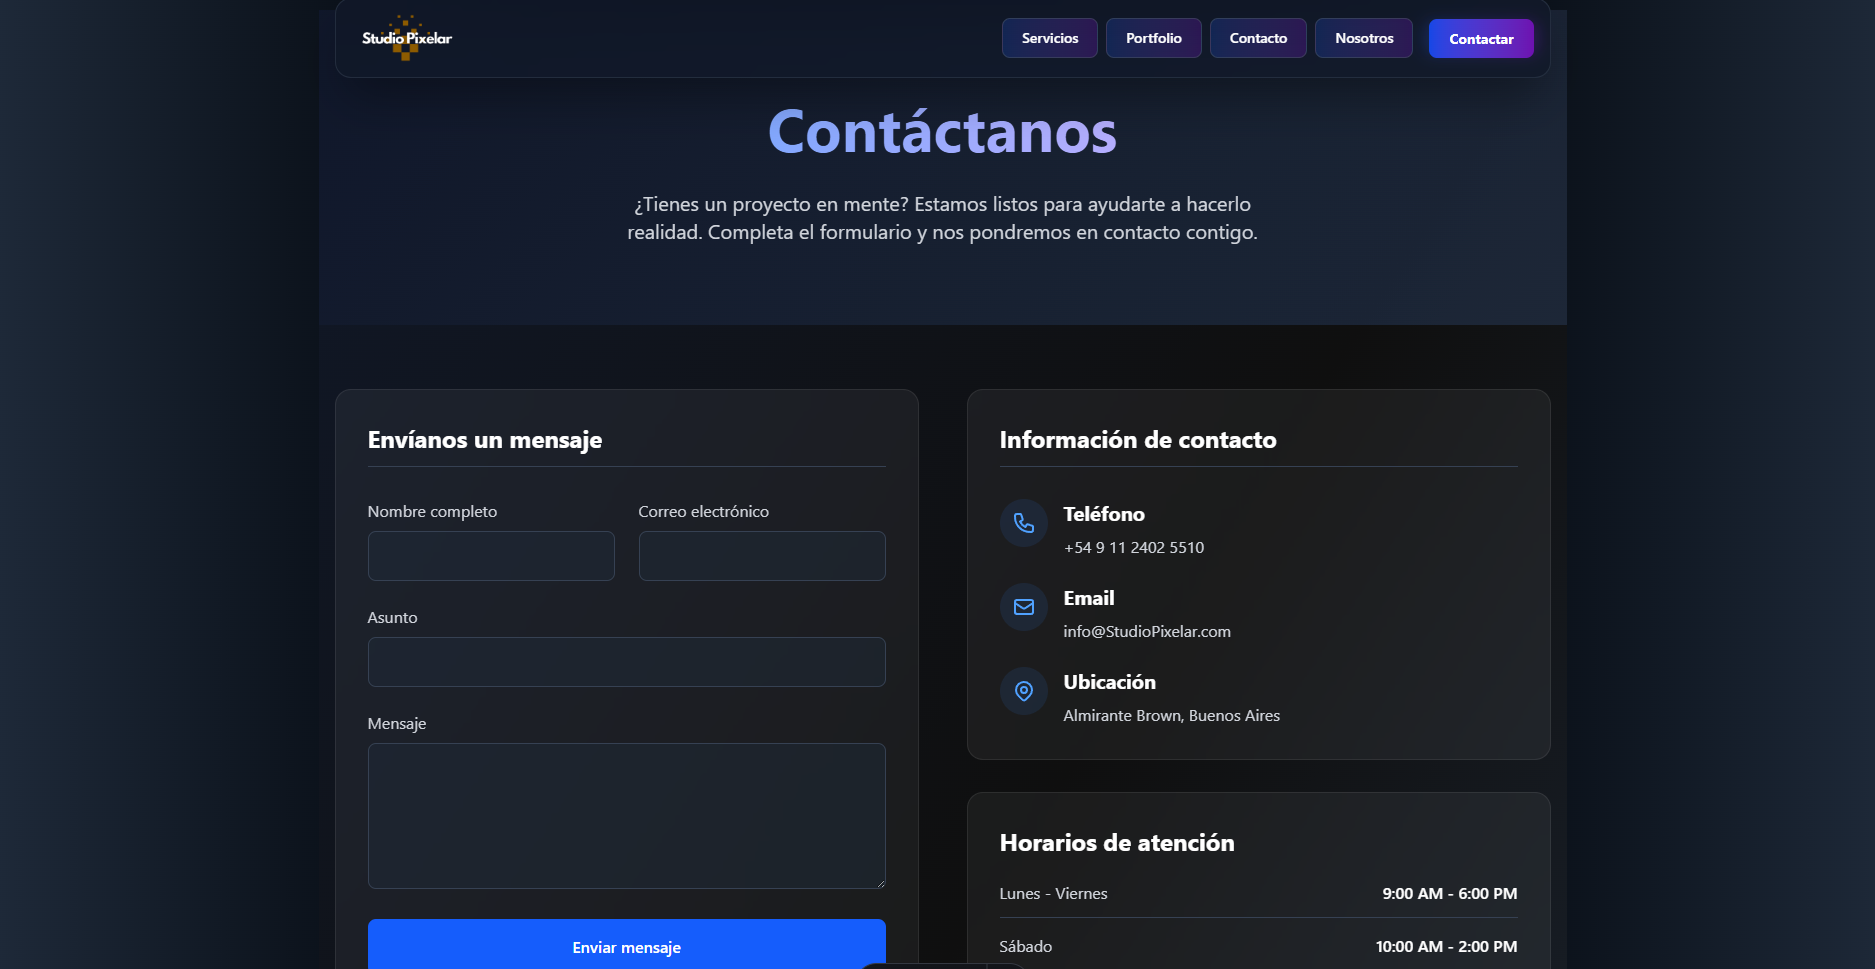 Studio Pixelar
Servicios
Portfolio
Contacto
Nosotros
Contactar
Contáctanos
¿Tienes un proyecto en mente? Estamos listos para ayudarte a hacerlo
realidad. Completa el formulario y nos pondremos en contacto contigo.
Envíanos un mensaje
Nombre completo
Correo electrónico
Asunto
Mensaje
Enviar mensaje
Información de contacto
Teléfono
+54 9 11 2402 5510
Email
info@StudioPixelar.com
Ubicación
Almirante Brown, Buenos Aires
Horarios de atención
Lunes - Viernes
9:00 AM - 6:00 PM
Sábado
10:00 AM - 2:00 PM